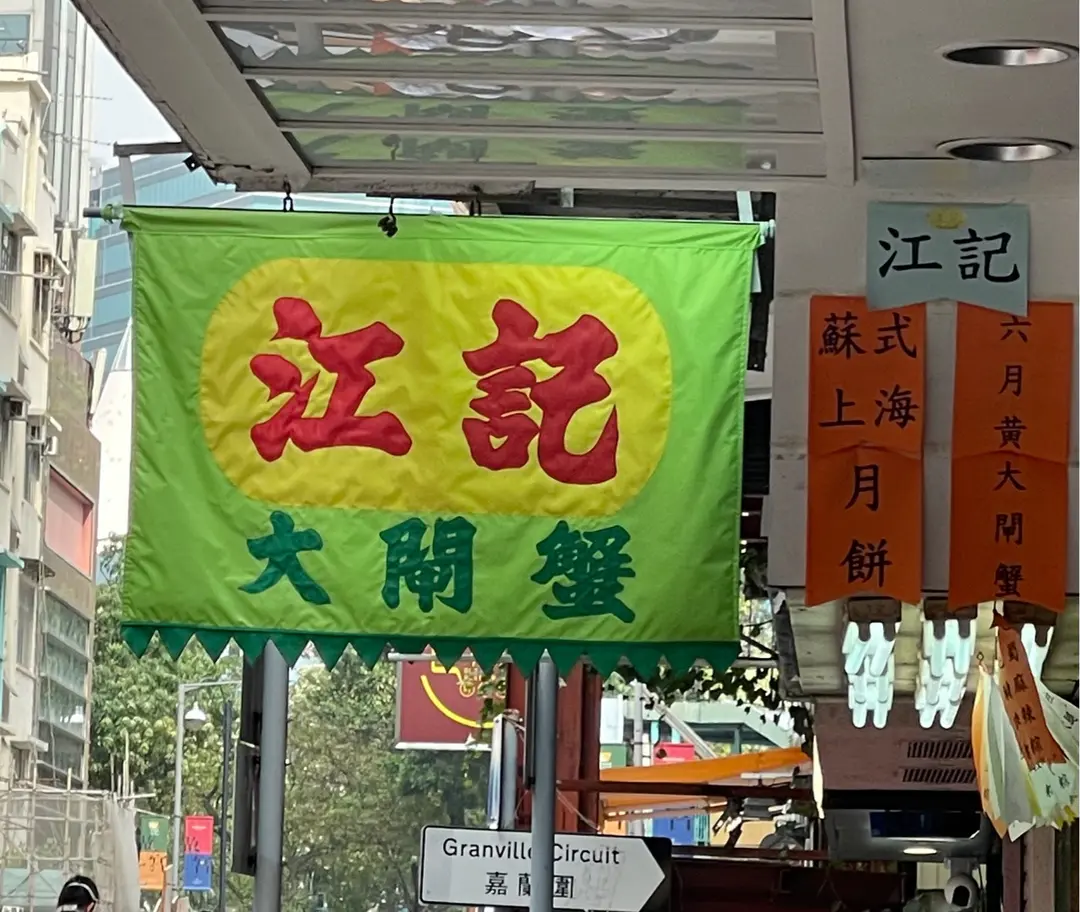 江記
大閘蟹
江記
蘇式
上海
月
餅
六
月
黃
大
閘
蟹
Granville Circuit
嘉蘭圍